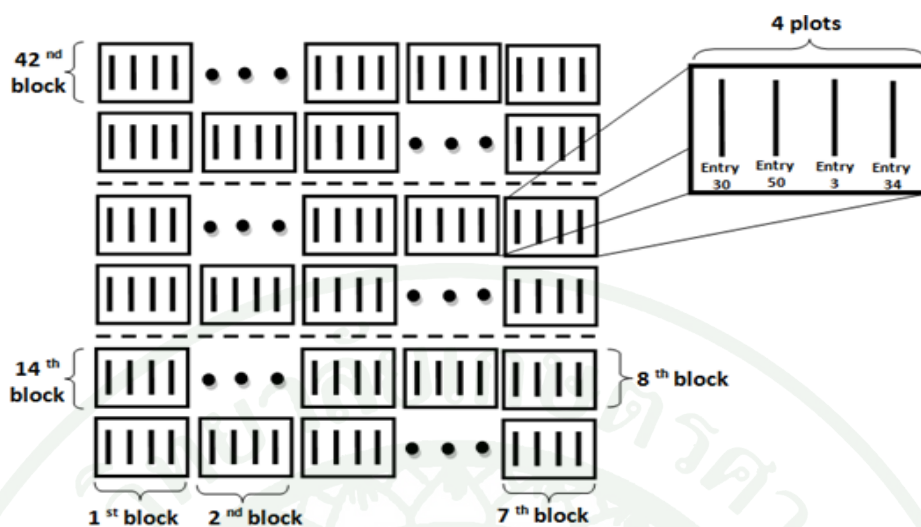 4 plots
42 nd
block
Entry
30
Entry
50
Entry
3
Entry
34
14 th
block
8 th block
1 st block
2 nd block
7 th block